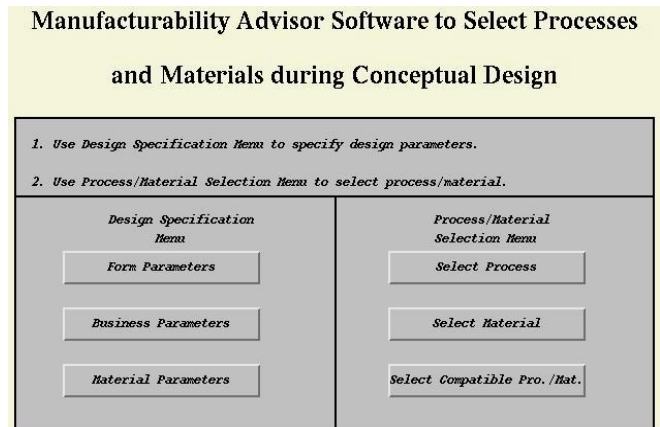 Manufacturability Advisor Software to Select Processes
and Materials during Conceptual Design
1. Use Design Specification Menu to specify design parameters.
2. Use Process/Material Selection Menu to select process/material.
Design Specification
Menu
Form Parameters
Business Parameters
Material Parameters
Process/Material
Selection Menu
Select Process
Select Material
Select Compatible Pro./Mat.